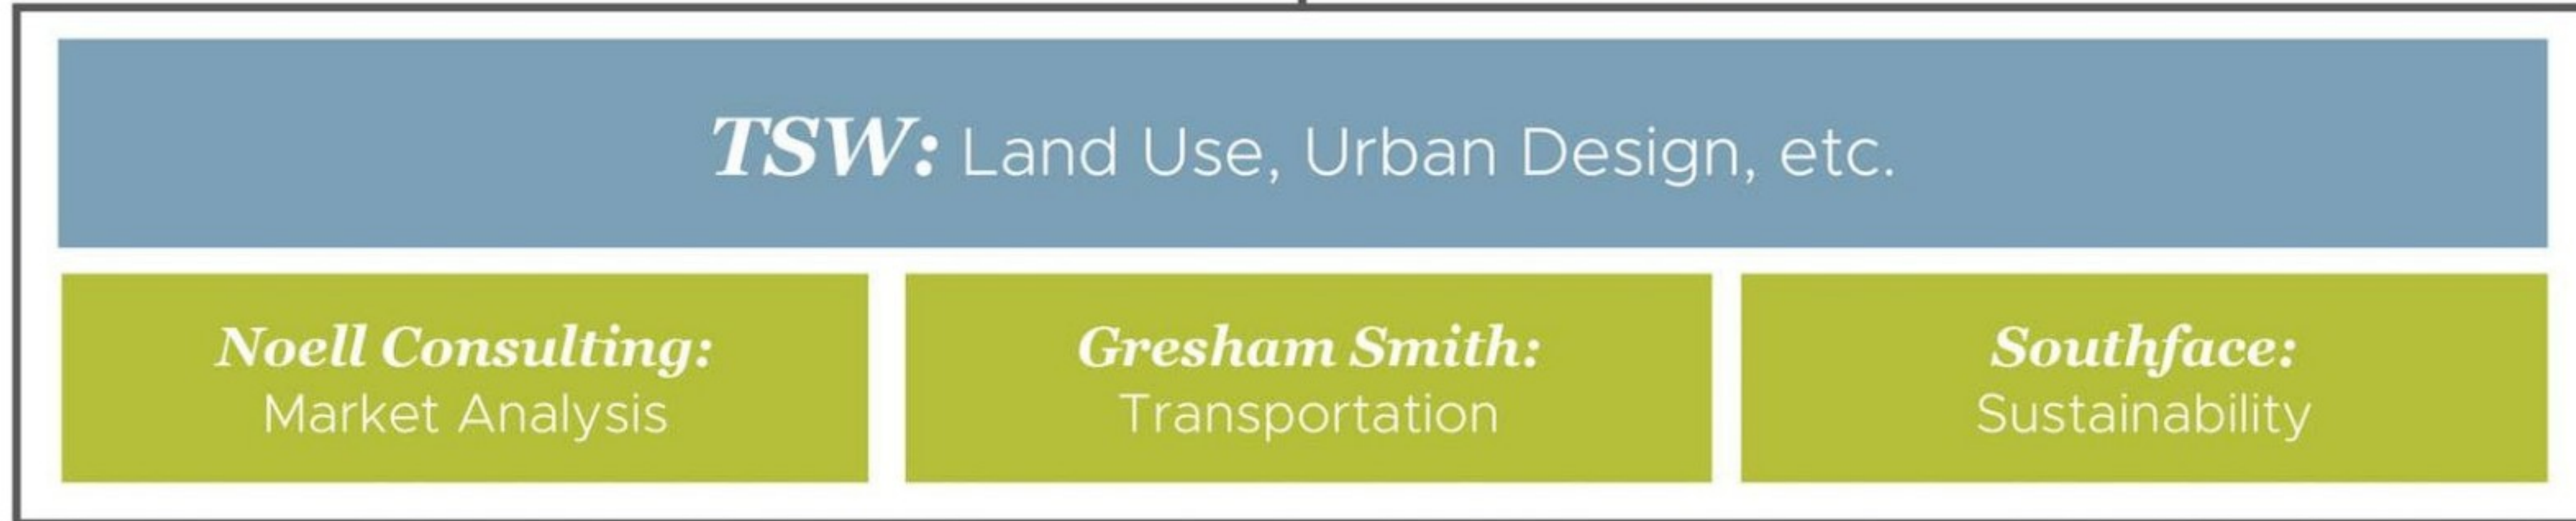 TSW: Land Use, Urban Design, etc.
Noell Consulting:
Market Analysis
Gresham Smith:
Transportation
Southface:
Sustainability